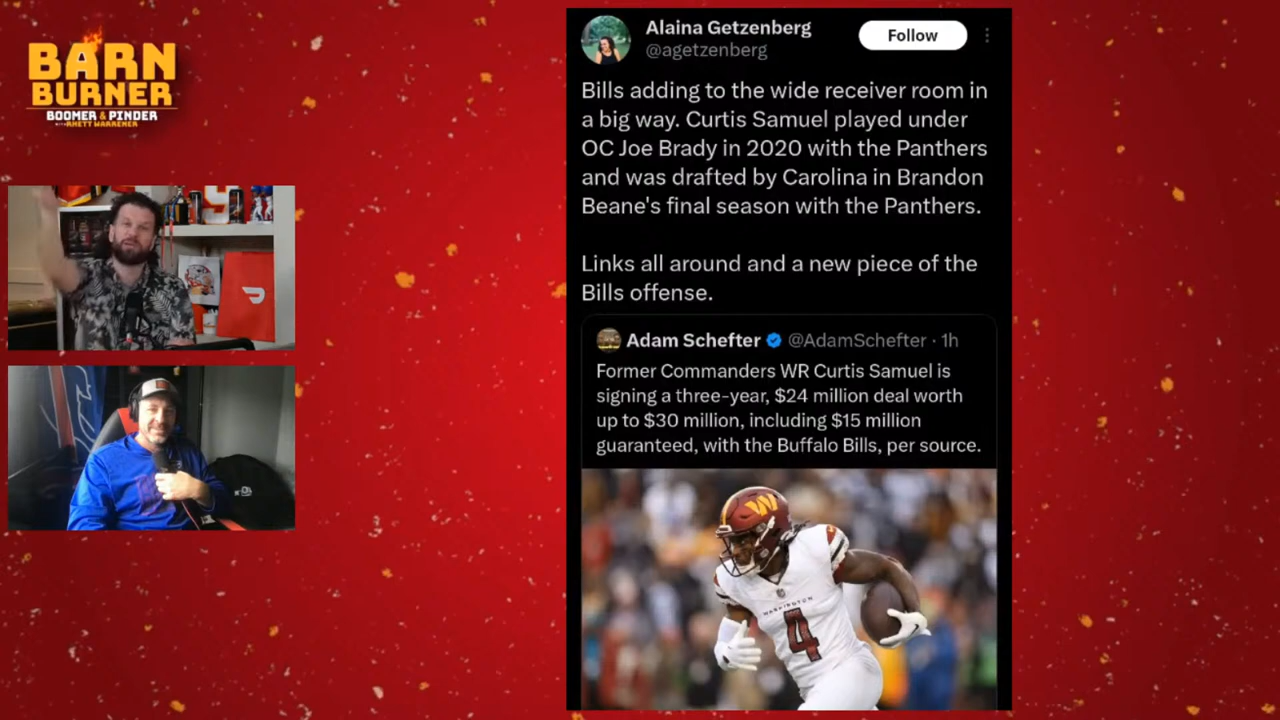 BARN
BURNER
BOOMER & PINDER
WITH RHETT WARRENER
Alaina Getzenberg
@agetzenberg
Follow
Bills adding to the wide receiver room in
a big way. Curtis Samuel played under
OC Joe Brady in 2020 with the Panthers
and was drafted by Carolina in Brandon
Beane's final season with the Panthers.
Links all around and a new piece of the
Bills offense.
Adam Schefter @AdamSchefter · 1h
Former Commanders WR Curtis Samuel is
signing a three-year, $24 million deal worth
up to $30 million, including $15 million
guaranteed, with the Buffalo Bills, per source.
W
WASHINGTON
4